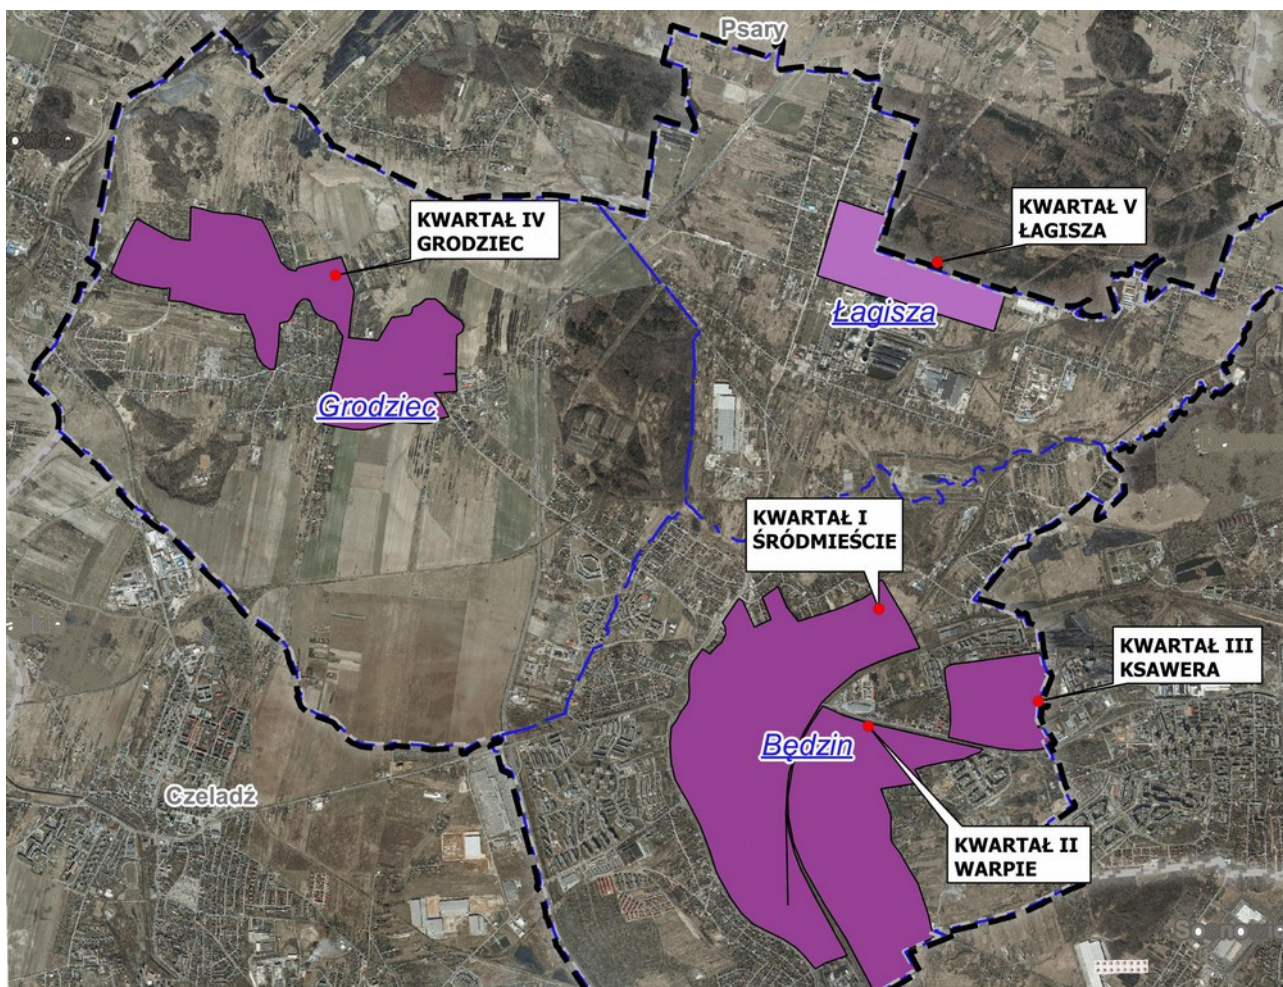 Psary
KWARTAŁ V
ŁAGISZA
KWARTAŁ IV
GRODZIEC
Łagisza
Grodziec
KWARTAŁ I
ŚRÓDMIEŚCIE
KWARTAŁ III
KSAWERA
Będzin
Czeladź
KWARTAŁ II
WARPIE